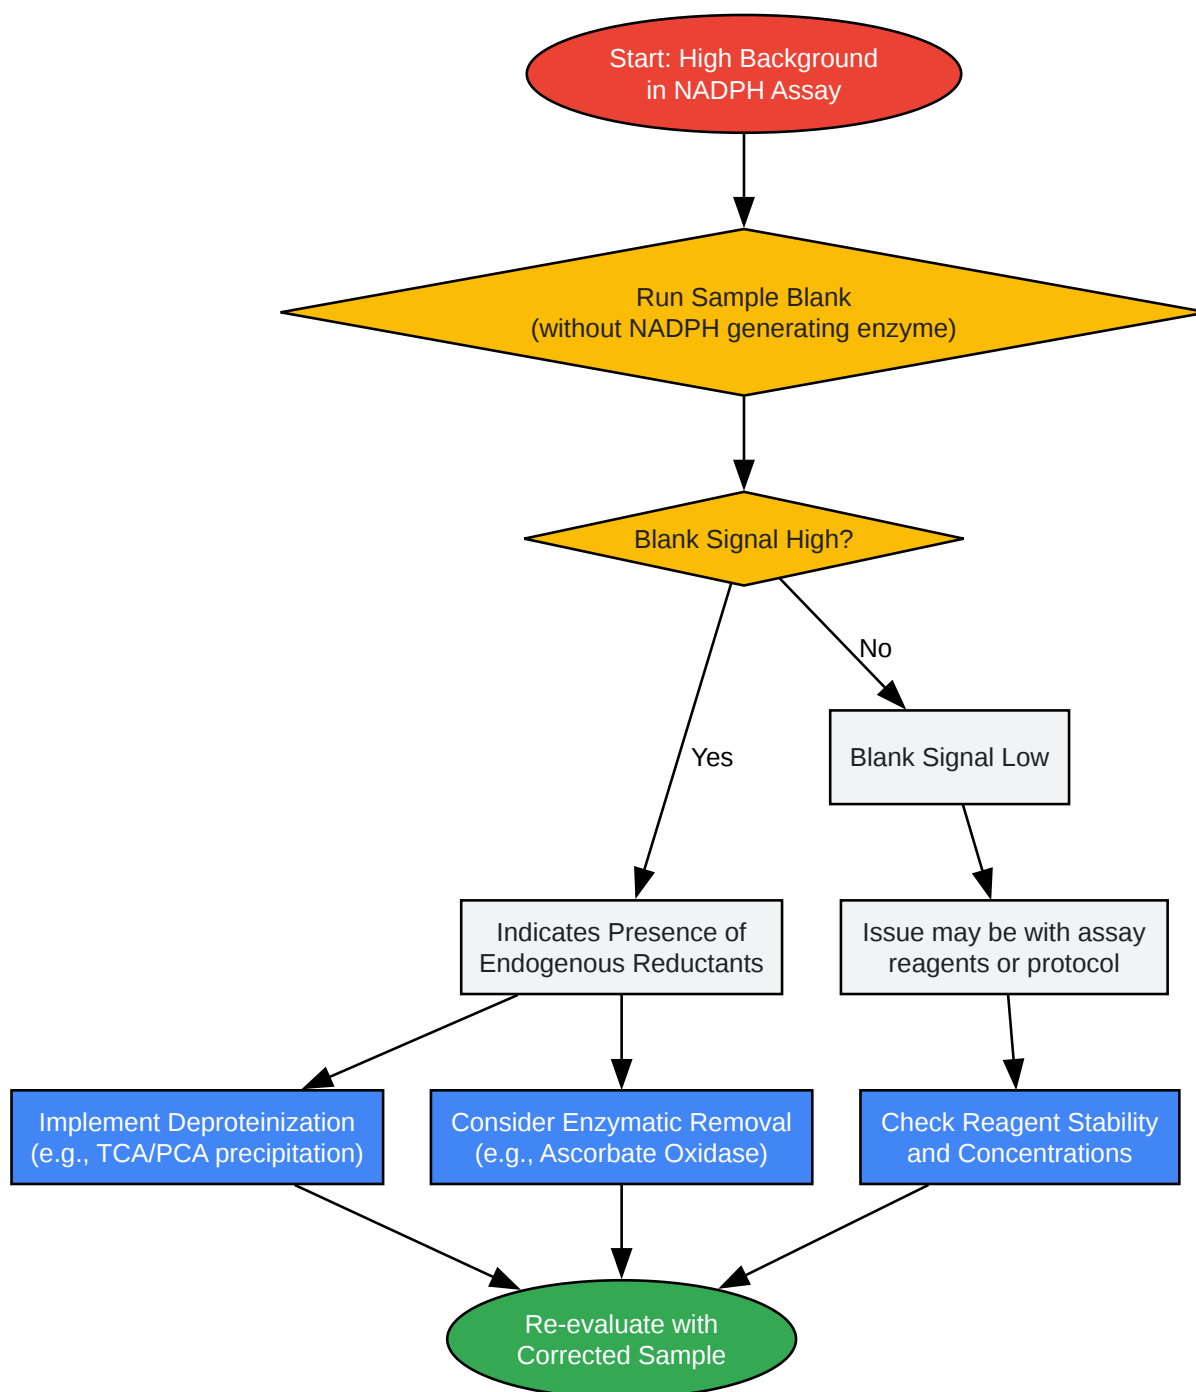 Start: High Background
in NADPH Assay
Run Sample Blank
(without NADPH generating enzyme)
Blank Signal High?
No
Yes
Blank Signal Low
Indicates Presence of
Endogenous Reductants
Issue may be with assay
reagents or protocol
Implement Deproteinization
(e.g., TCA/PCA precipitation)
Consider Enzymatic Removal
(e.g., Ascorbate Oxidase)
Check Reagent Stability
and Concentrations
Re-evaluate with
Corrected Sample